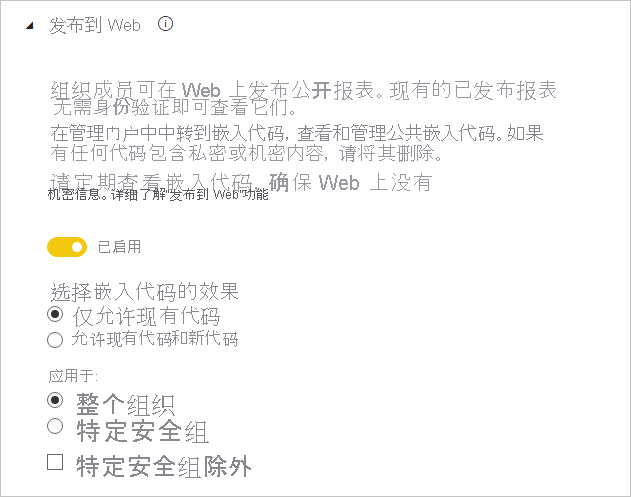 发布到 Web
组织成员可在 Web 上发布公开报表。现有的已发布报表
无需身份验证即可查看它们。
在管理门户中中转到嵌入代码, 查看和管理公共嵌入代码。如果
有任何代码包含私密或机密内容, 请将其删除。
请定期查看嵌入代码, 确保 Web 上没有
机密信息。详细了解"发布到 Web"功能
已启用
选择嵌入代码的效果
仅允许现有代码
允许现有代码和新代码
应用于:
整个组织
特定安全组
特定安全组除外